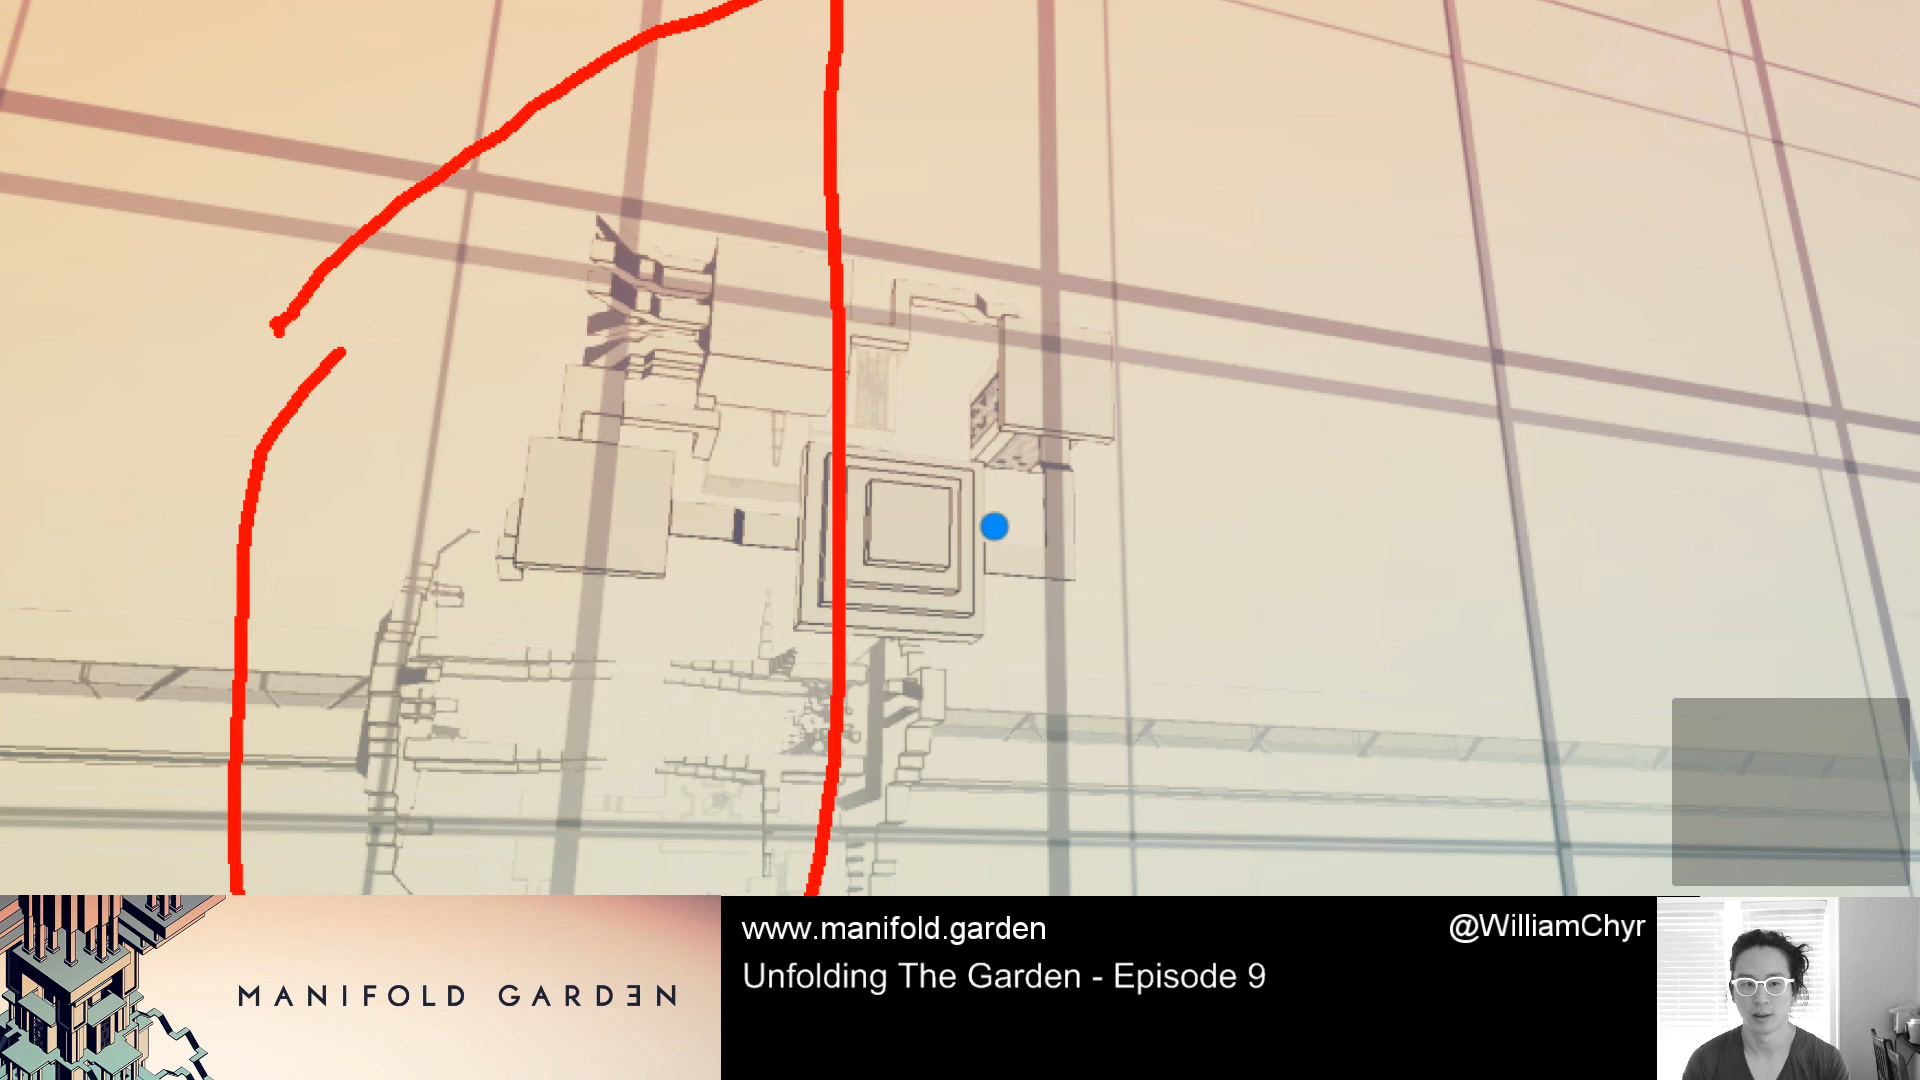 www.manifold.garden
@WilliamChyr
Unfolding The Garden - Episode 9
MANIFOLD GARDƎN